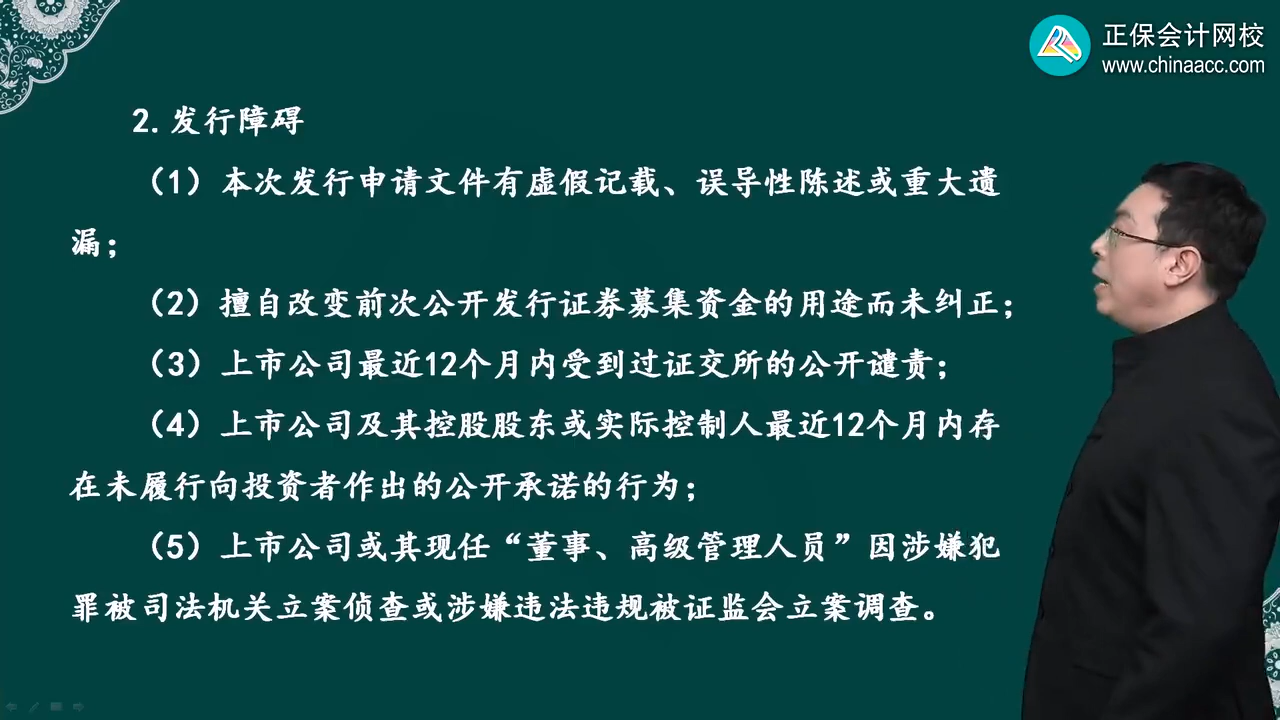 正保会计网校
www.chinaacc.com
2.发行障碍
（1）本次发行申请文件有虚假记载、误导性陈述或重大遗
漏；
（2）擅自改变前次公开发行证券募集资金的用途而未纠正；
（3）上市公司最近12个月内受到过证交所的公开谴责；
（4）上市公司及其控股股东或实际控制人最近12个月内存
在未履行向投资者作出的公开承诺的行为；
（5）上市公司或其现任“董事、高级管理人员”因涉嫌犯
罪被司法机关立案侦查或涉嫌违法违规被证监会立案调查。